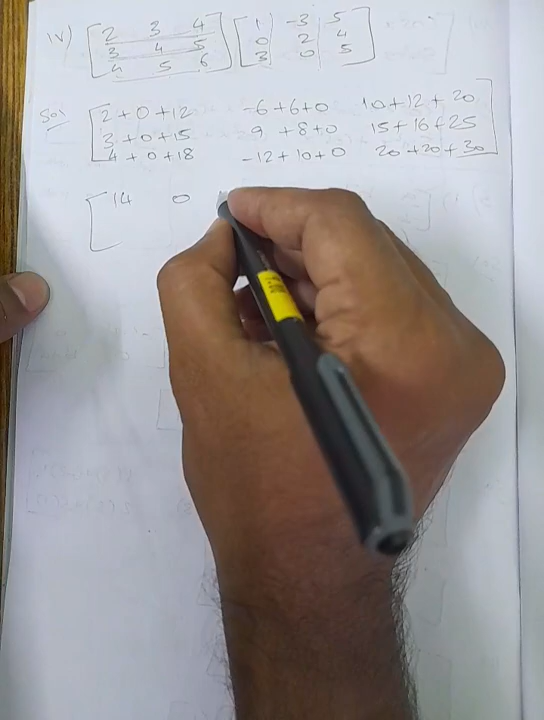 iv) [2 3 4] [1 -3 5]
3 4 5 0 2 4
4 5 6 3 0 5
Sol [2+0+12 -6+6+0 10+12+20]
3+0+15 9+8+0 15+16+25
4+0+18 -12+10+0 20+20+30
[14 0